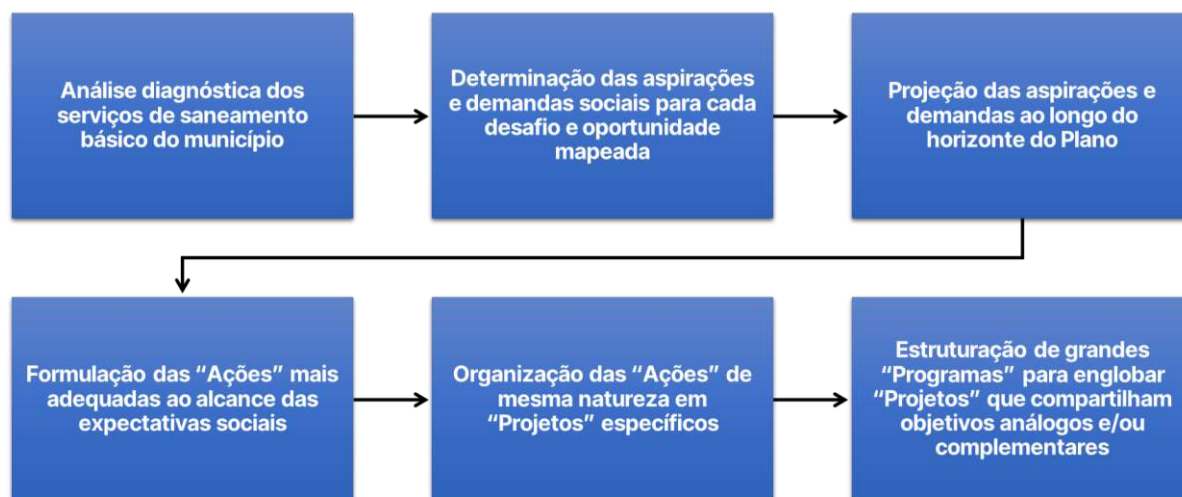 Análise diagnóstica dos
serviços de saneamento
básico do município
Determinação das aspirações
e demandas sociais para cada
desafio e oportunidade
mapeada
Projeção das aspirações e
demandas ao longo do
horizonte do Plano
Formulação das “Ações” mais
adequadas ao alcance das
expectativas sociais
Organização das “Ações” de
mesma natureza em
“Projetos” específicos
Estruturação de grandes
“Programas” para englobar
“Projetos” que compartilham
objetivos análogos e/ou
complementares